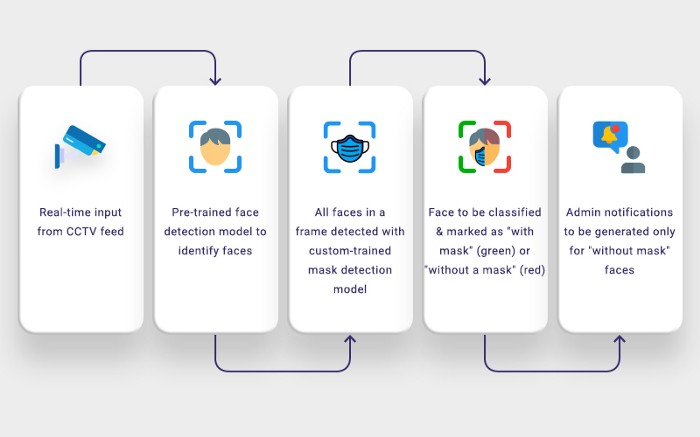 Real-time input
from CCTV feed
Pre-trained face
detection model to
identify faces
All faces in a
frame detected with
custom-trained
mask detection
model
Face to be classified
& marked as "with
mask" (green) or
"without a mask" (red)
Admin notifications
to be generated only
for "without mask"
faces